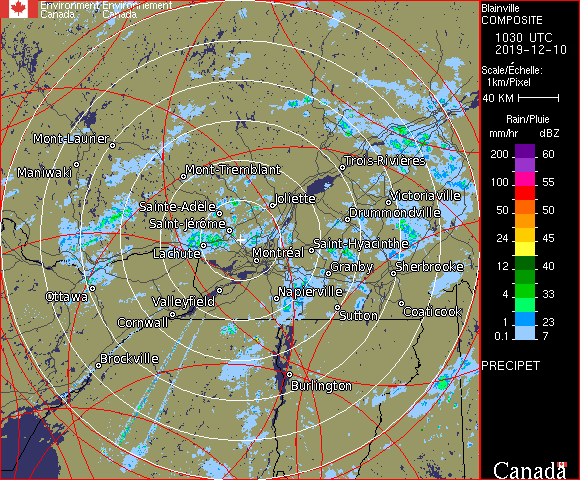 Environment Environnement
Canada Canada
Blainville
COMPOSITE
1030 UTC
2019-12-10
Scale/Échelle:
1km/Pixel
40 KM
Rain/Pluie
mm/hr dBZ
200 60
100 55
50 50
24 45
12 40
4 33
1 23
0.1 7
PRECIPET
Canada
Mont-Laurier
Maniwaki
Mont-Tremblant
Trois-Rivières
Sainte-Adele
Joliette
Victoriaville
Drummondville
Saint-Jérôme
Saint-Hyacinthe
Lachute
Montréal
Granby
Sherbrooke
Ottawa
Valleyfield
Napierville
Cornwall
Sutton
Coaticook
Brockville
Burlington